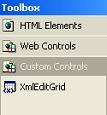 Toolbox
HTML Elements
Web Controls
Custom Controls
XmlEditGrid